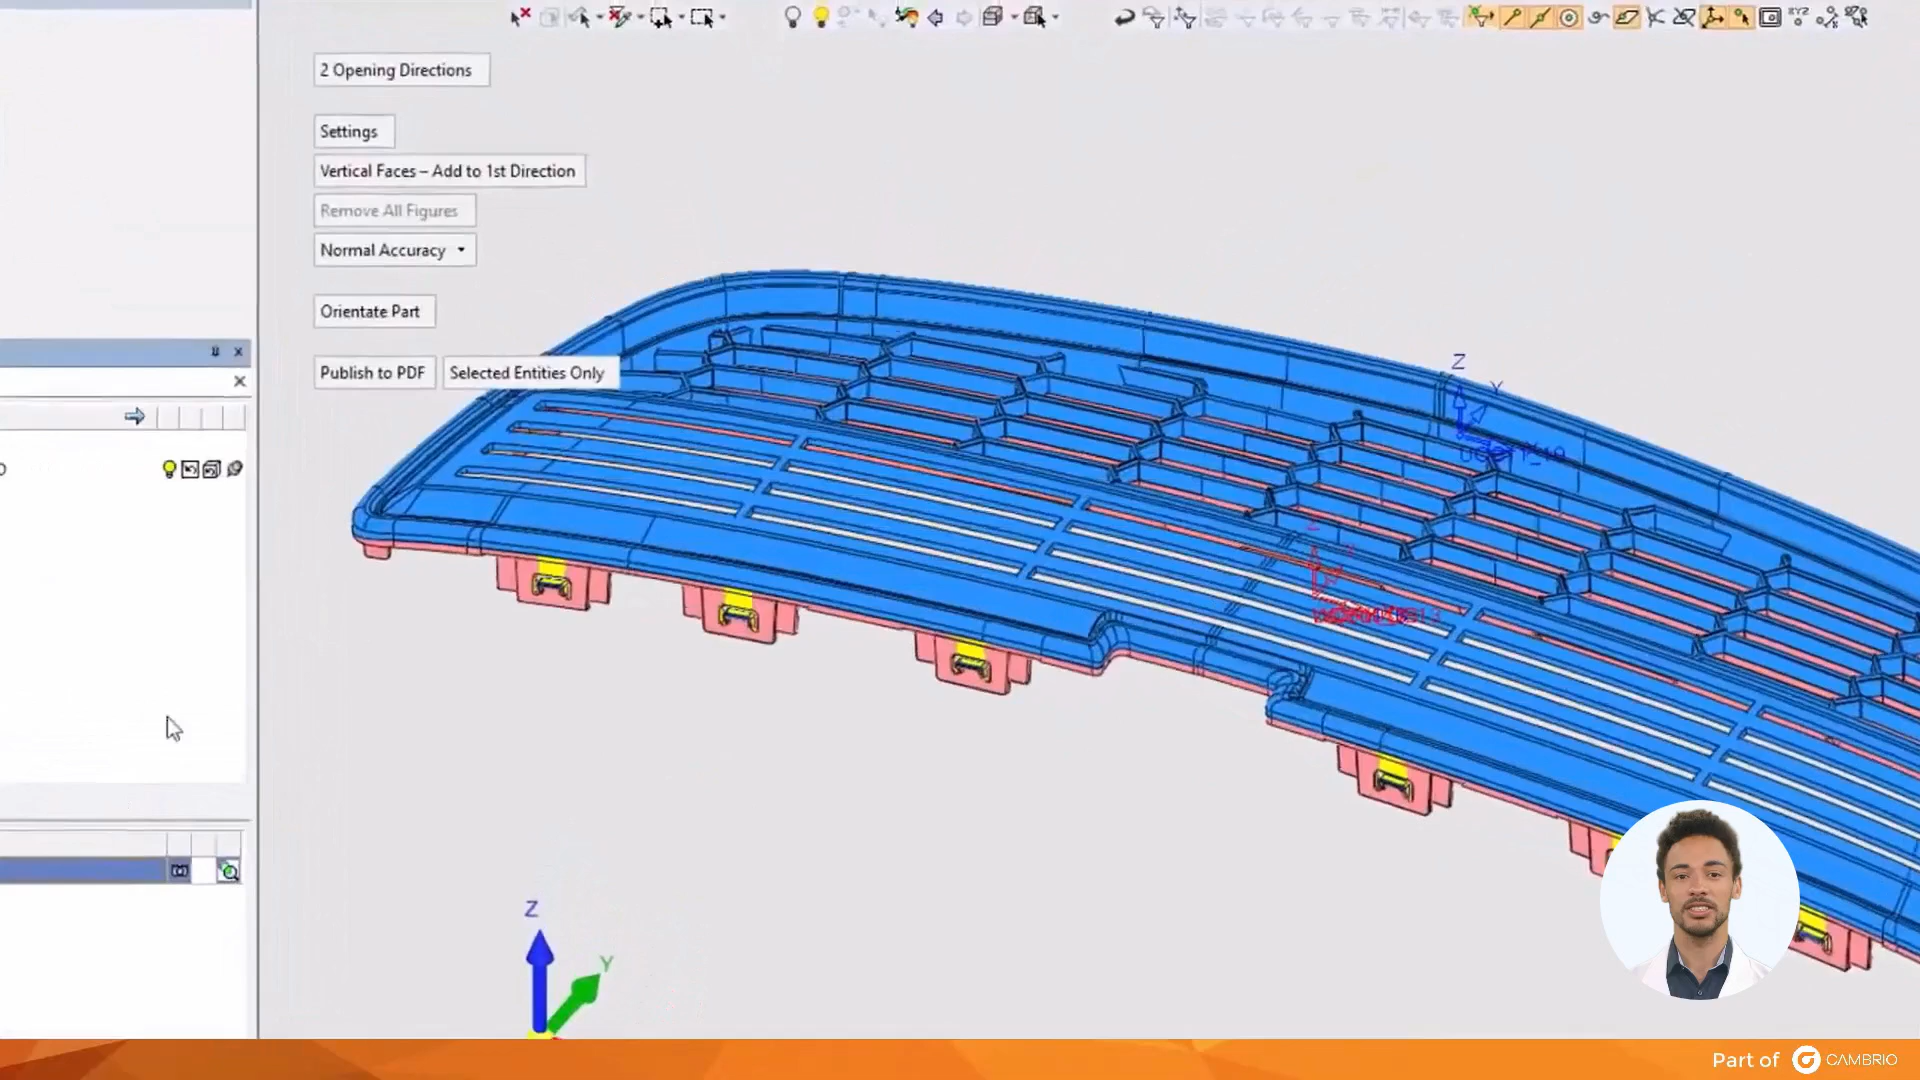 2 Opening Directions
Settings
Vertical Faces – Add to 1st Direction
Remove All Figures
Normal Accuracy
Orientate Part
Publish to PDF
Selected Entities Only
Z
Y
Z
Y
XYZ
Part of CAMBRIO